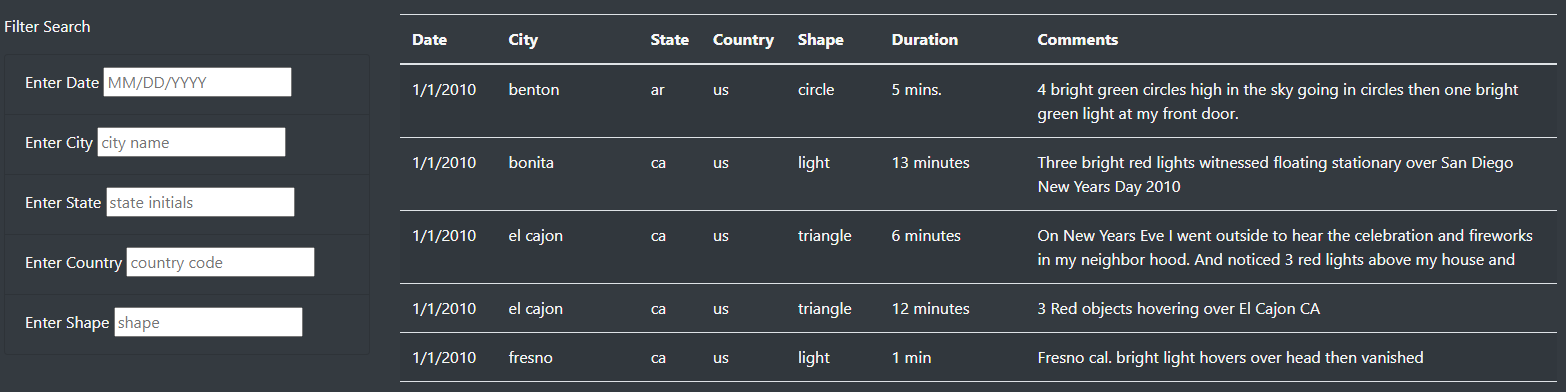 Filter Search
Enter Date MM/DD/YYYY
Enter City city name
Enter State state initials
Enter Country country code
Enter Shape shape
Date City State Country Shape Duration Comments
1/1/2010 benton ar us circle 5 mins. 4 bright green circles high in the sky going in circles then one bright
green light at my front door.
1/1/2010 bonita ca us light 13 minutes Three bright red lights witnessed floating stationary over San Diego
New Years Day 2010
1/1/2010 el cajon ca us triangle 6 minutes On New Years Eve I went outside to hear the celebration and fireworks
in my neighbor hood. And noticed 3 red lights above my house and
1/1/2010 el cajon ca us triangle 12 minutes 3 Red objects hovering over El Cajon CA
1/1/2010 fresno ca us light 1 min Fresno cal. bright light hovers over head then vanished